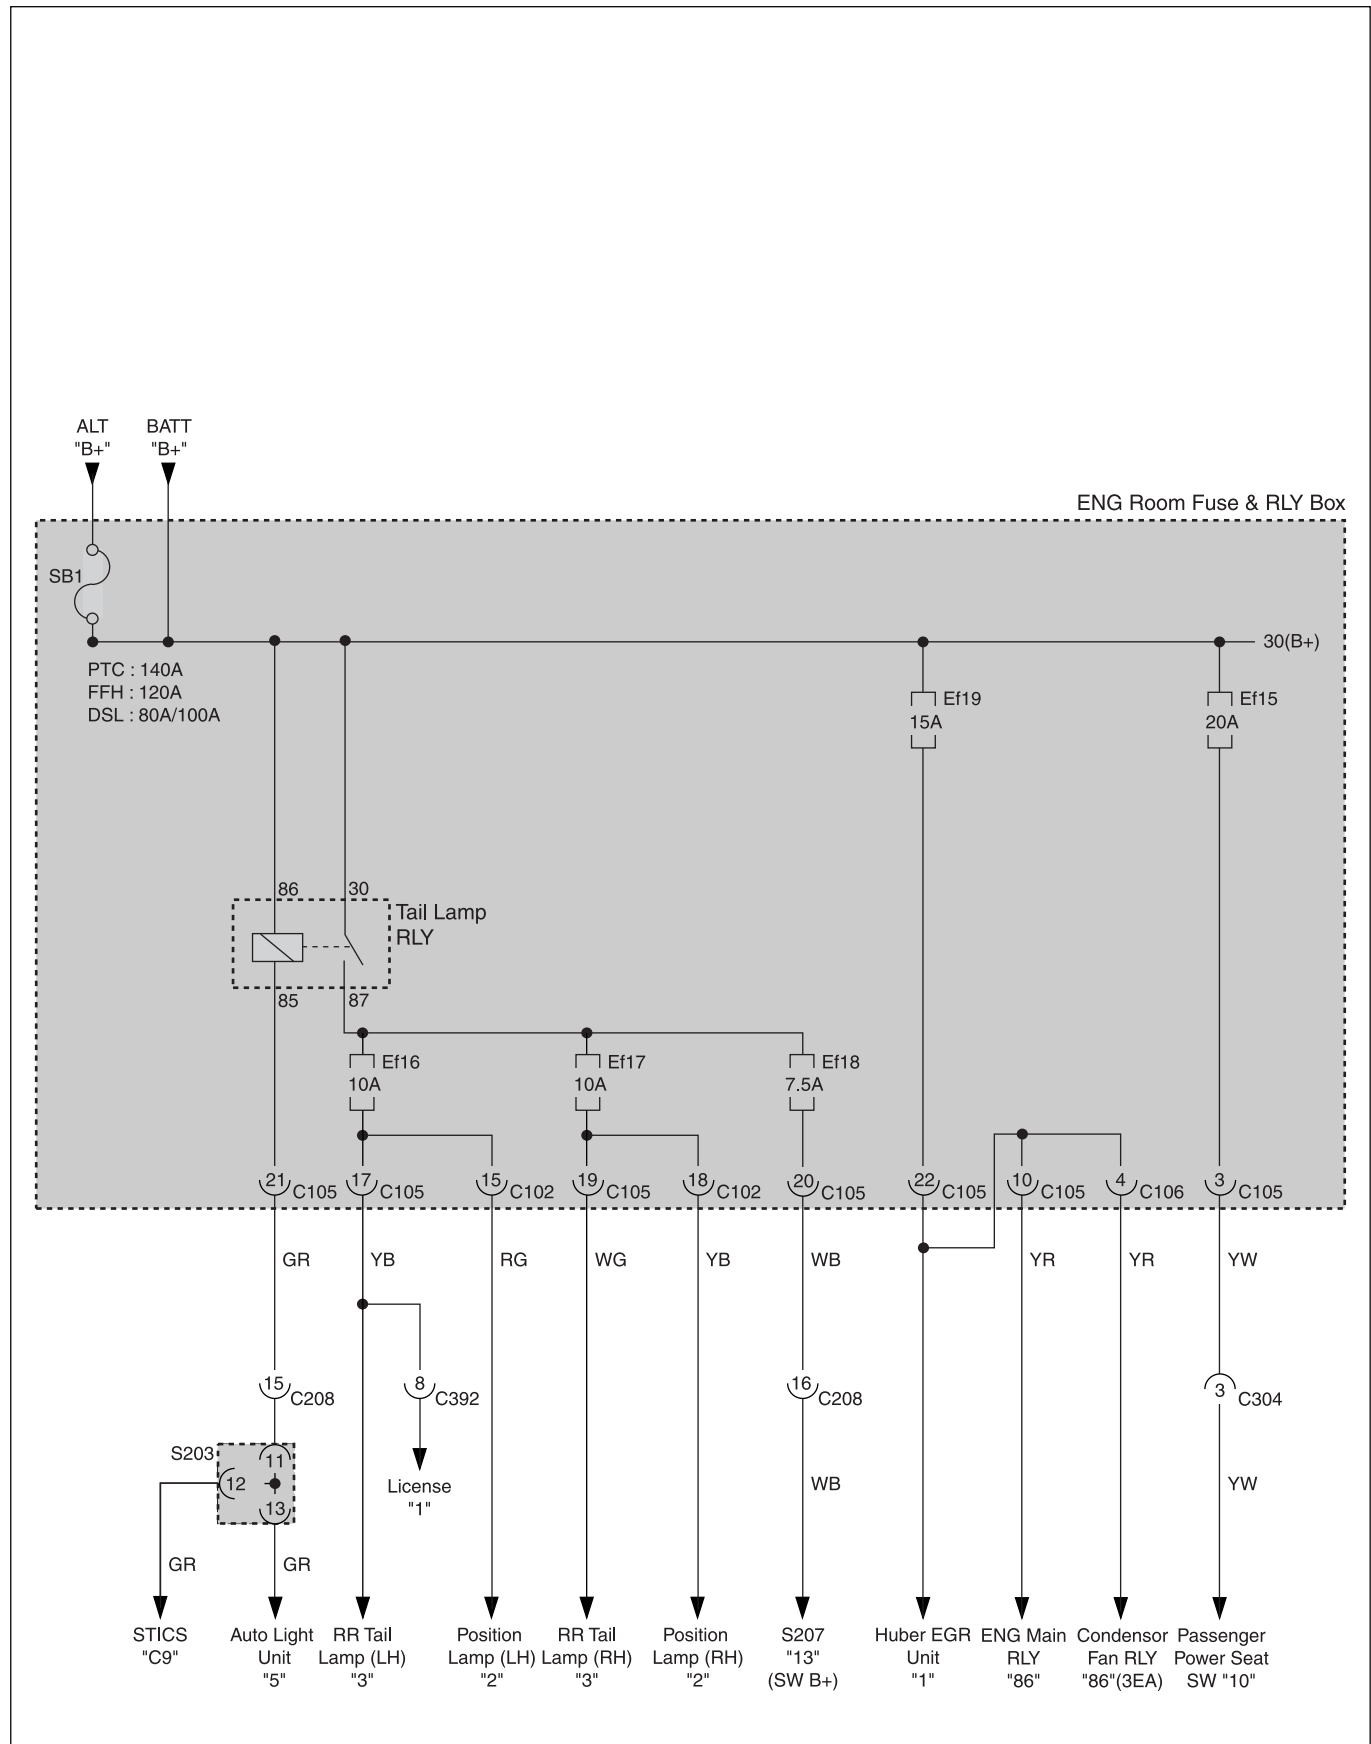 ALT
"B+"
BATT
"B+"
ENG Room Fuse & RLY Box
SB1
30(B+)
PTC : 140A
FFH : 120A
DSL : 80A/100A
Ef19
15A
Ef15
20A
86
30
Tail Lamp
RLY
85
87
Ef16
10A
Ef17
10A
Ef18
7.5A
21
C105
17
C105
15
C102
19
C105
18
C102
20
C105
22
C105
10
C105
4
C106
3
C105
GR
YB
RG
WG
YB
WB
YR
YR
YW
15
C208
8
C392
16
C208
3
C304
S203
11
12
13
License
"1"
WB
YW
GR
GR
STICS
"C9"
Auto Light
Unit
"5"
RR Tail
Lamp (LH)
"3"
Position
Lamp (LH)
"2"
RR Tail
Lamp (RH)
"3"
Position
Lamp (RH)
"2"
S207
"13"
(SW B+)
Huber EGR
Unit
"1"
ENG Main
RLY
"86"
Condensor
Fan RLY
"86"(3EA)
Passenger
Power Seat
SW "10"